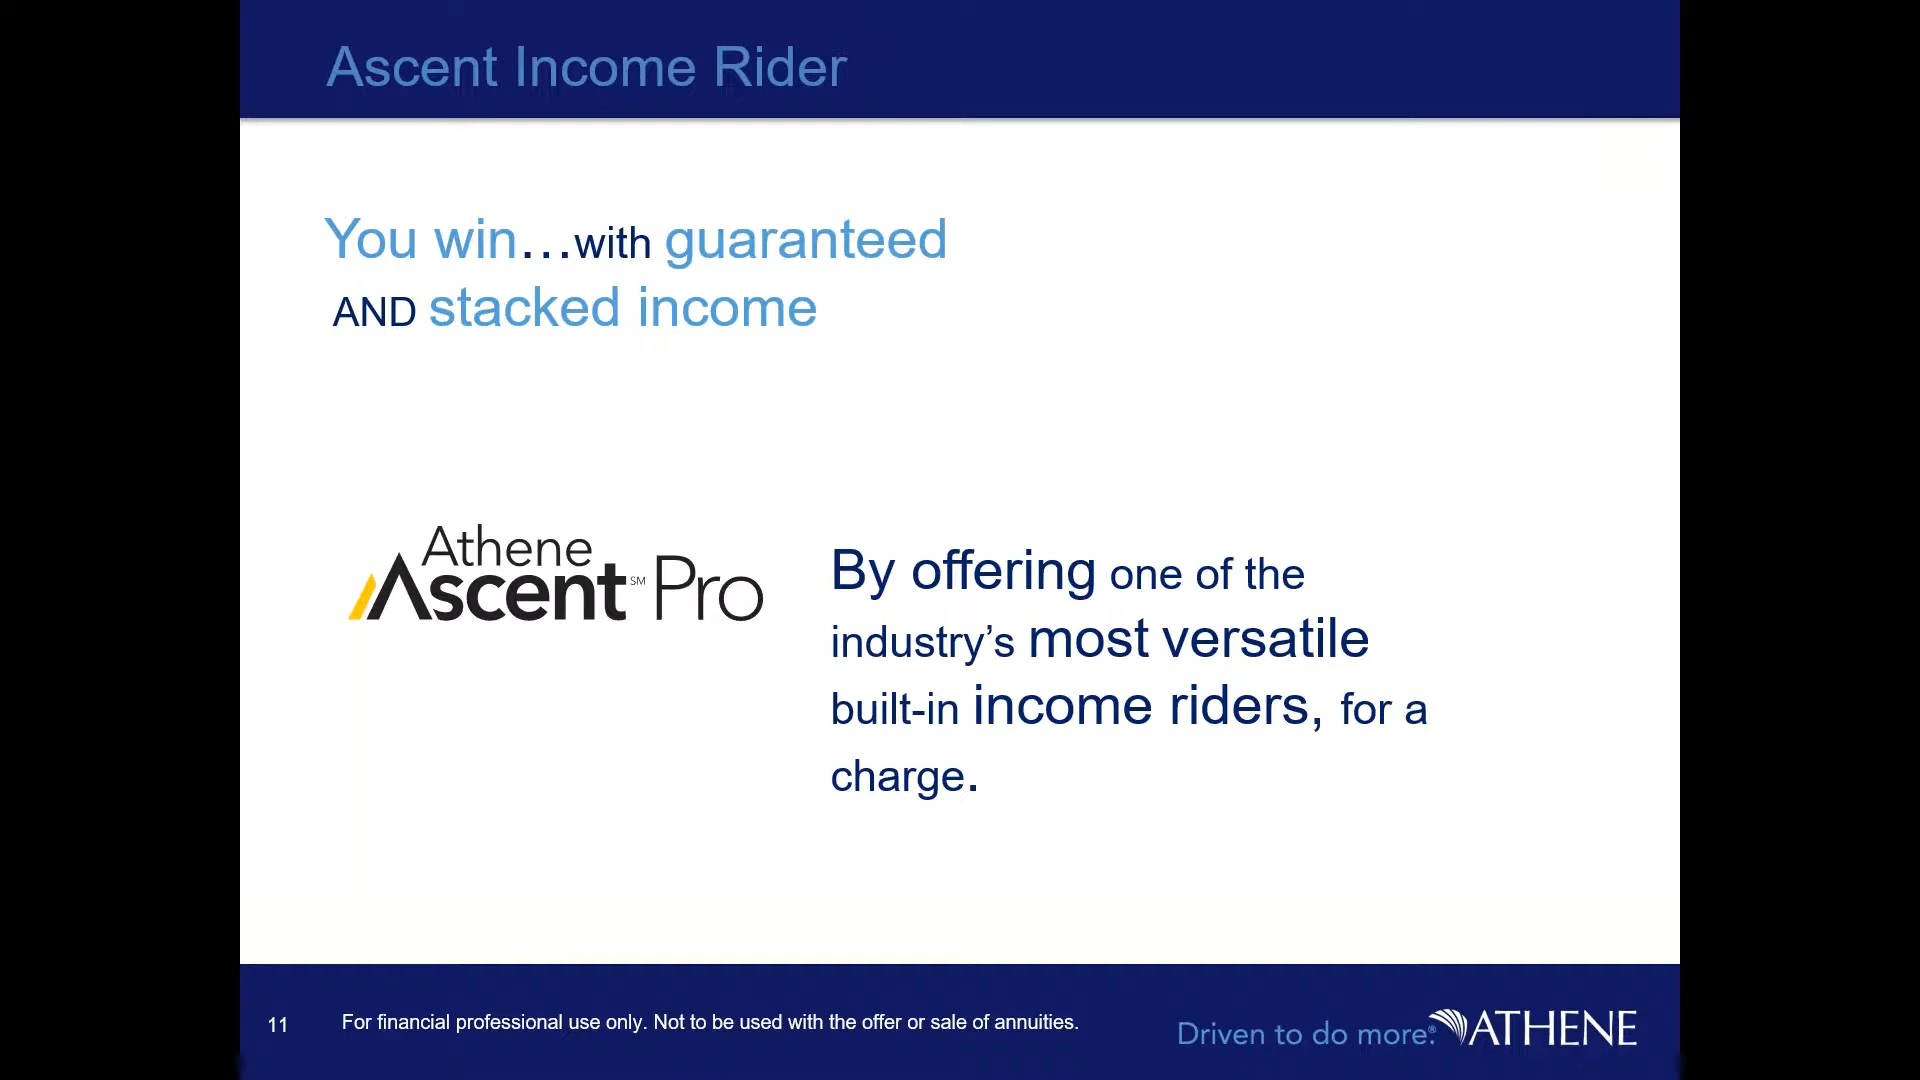 Ascent Income Rider
You win...with guaranteed
AND stacked income
Athene
Ascent℠ Pro
By offering one of the
industry’s most versatile
built-in income riders, for a
charge.
11
For financial professional use only. Not to be used with the offer or sale of annuities.
Driven to do more.®
ATHENE